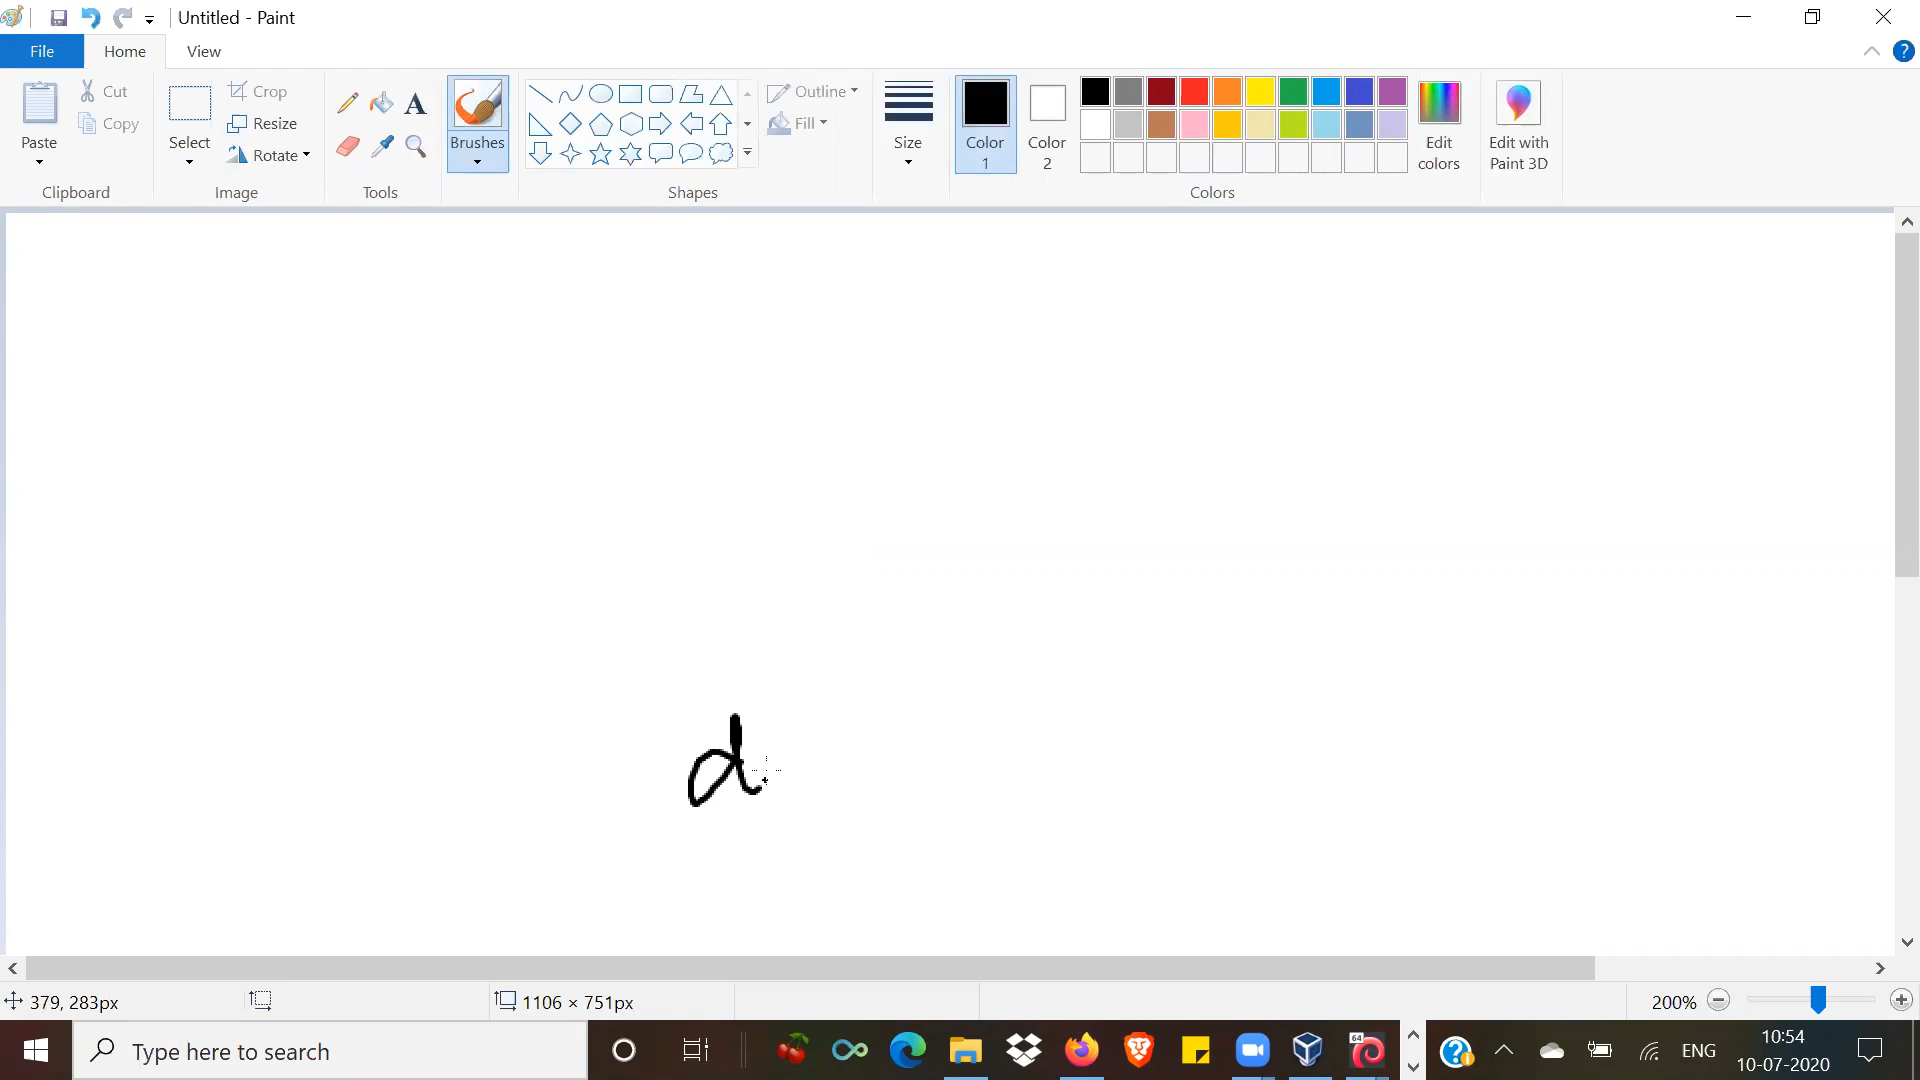 Untitled - Paint
File Home View
Paste Cut Copy Clipboard
Select Crop Resize Rotate Image
Tools
Brushes
Shapes
Outline Fill
Size
Color 1
Color 2
Colors
Edit colors
Edit with Paint 3D
?
d
379, 283px
1106 × 751px
200%
Type here to search
64
?
ENG
10:54
10-07-2020